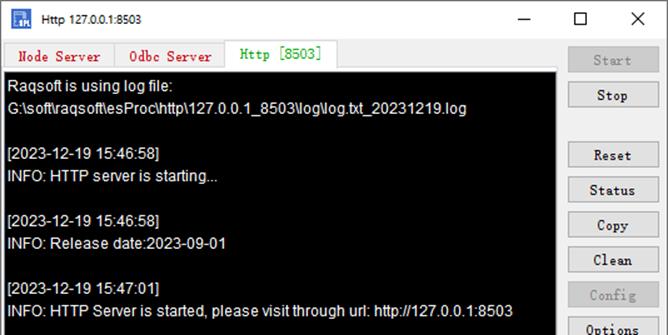 Http 127.0.0.1:8503
Node Server
Odbc Server
Http [8503]
Start
Raqsoft is using log file:
G:\soft\raqsoft\esProc\http\127.0.0.1_8503\log\log.txt_20231219.log
Stop
[2023-12-19 15:46:58]
INFO: HTTP server is starting...
Reset
Status
[2023-12-19 15:46:58]
INFO: Release date:2023-09-01
Copy
Clean
[2023-12-19 15:47:01]
INFO: HTTP Server is started, please visit through url: http://127.0.0.1:8503
Config
Options